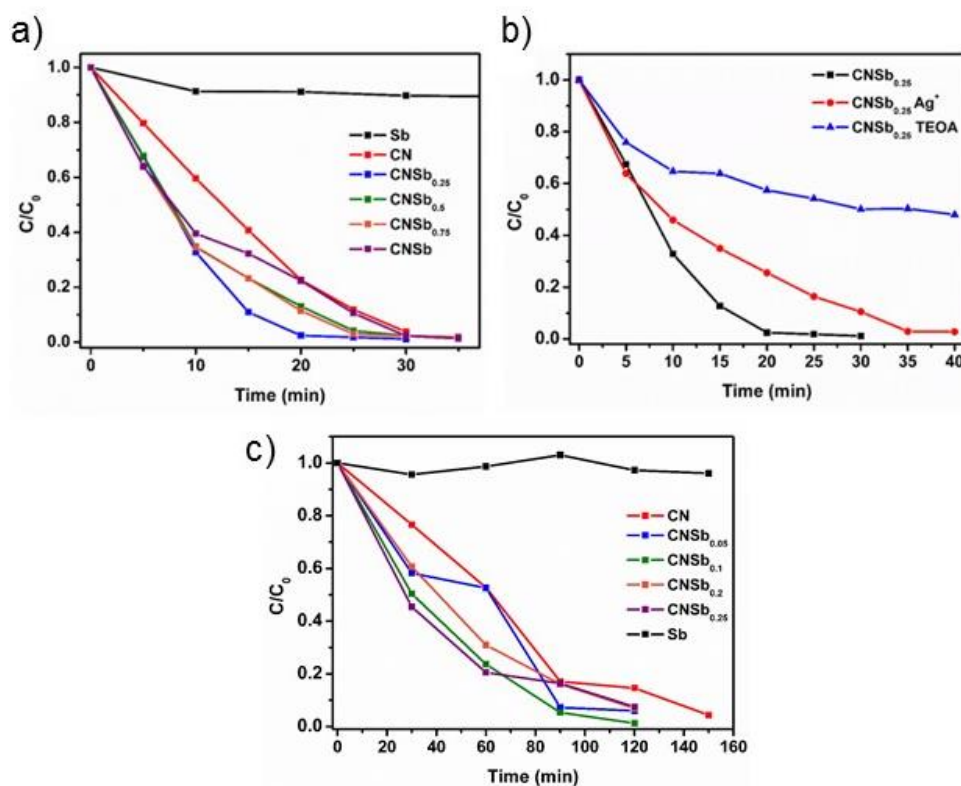 a)
1.0
0.8
0.6
0.4
0.2
0.0
C/C₀
Sb
CN
CNSb₀.₂₅
CNSb₀.₅
CNSb₀.₇₅
CNSb
0
10
20
30
Time (min)
b)
1.0
0.8
0.6
0.4
0.2
0.0
C/C₀
CNSb₀.₂₅
CNSb₀.₂₅ Ag⁺
CNSb₀.₂₅ TEOA
0
5
10
15
20
25
30
35
40
Time (min)
c)
1.0
0.8
0.6
0.4
0.2
0.0
C/C₀
CN
CNSb₀.₀₅
CNSb₀.₁
CNSb₀.₂
CNSb₀.₂₅
Sb
0
20
40
60
80
100
120
140
160
Time (min)